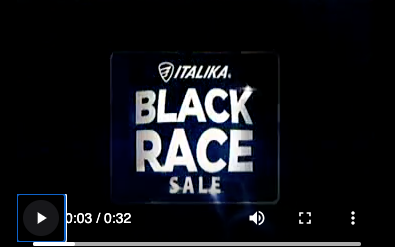 ITALIKA
BLACK
RACE
SALE
0:03 / 0:32